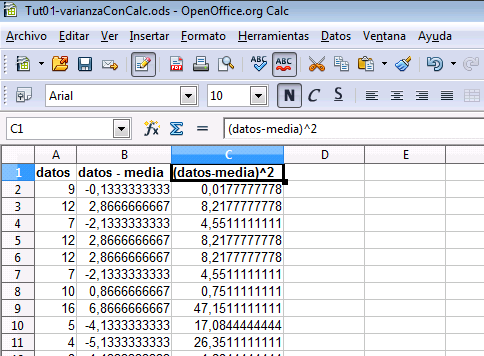 Tut01-varianzaConCalc.ods - OpenOffice.org Calc
Archivo Editar Ver Insertar Formato Herramientas Datos Ventana Ayuda
ABC ABC
Arial 10 N C S
C1 = (datos-media)^2
A B C D E
1 datos datos - media (datos-media)^2
2 9 -0,1333333333 0,0177777778
3 12 2,8666666667 8,2177777778
4 7 -2,1333333333 4,5511111111
5 12 2,8666666667 8,2177777778
6 12 2,8666666667 8,2177777778
7 7 -2,1333333333 4,5511111111
8 10 0,8666666667 0,7511111111
9 16 6,8666666667 47,1511111111
10 5 -4,1333333333 17,0844444444
11 4 -5,1333333333 26,3511111111